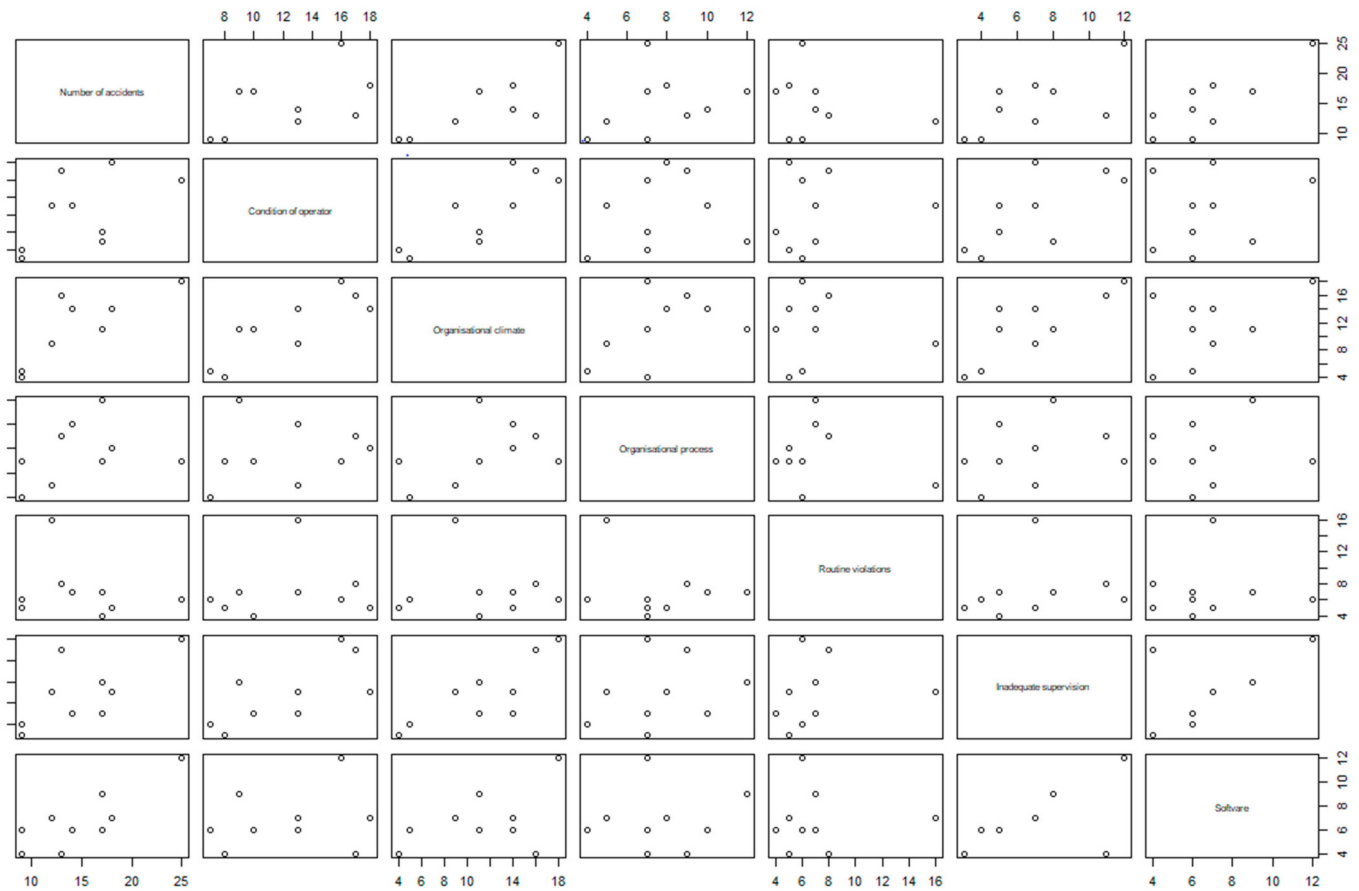 8 10 12 14 16 18 4 6 8 10 12 4 6 8 10 12
Number of accidents
10 15 20 25
Condition of operator
Organisational climate
4 8 12 16
Organisational process
Routine violations
4 8 12 16
Inadequate supervision
Software
4 6 8 10 12
10 15 20 25 4 6 8 10 14 18 4 6 8 10 12 14 16 4 6 8 10 12